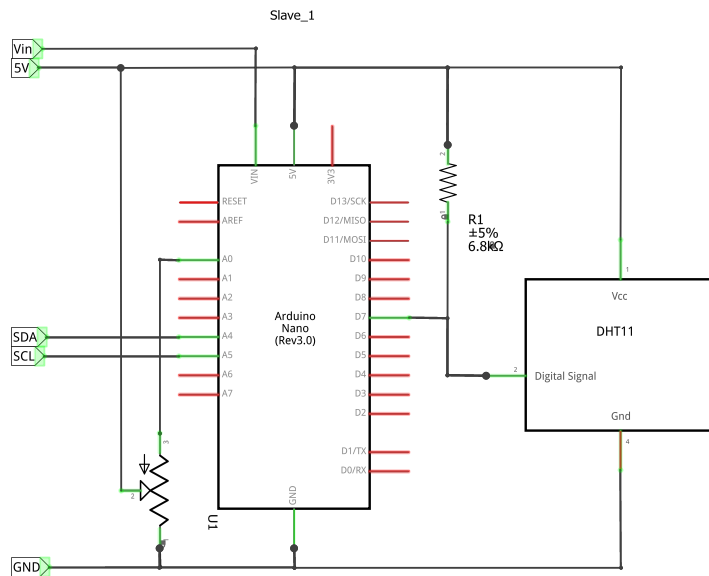 Slave_1
Vin
5V
VIN
5V
3V3
RESET
AREF
A0
A1
A2
A3
A4
A5
A6
A7
D13/SCK
D12/MISO
D11/MOSI
D10
D9
D8
D7
D6
D5
D4
D3
D2
D1/TX
D0/RX
Arduino
Nano
(Rev3.0)
GND
U1
2
R1
±5%
6.8kΩ
1
Vcc
DHT11
2
Digital Signal
Gnd
4
SDA
SCL
3
2
GND